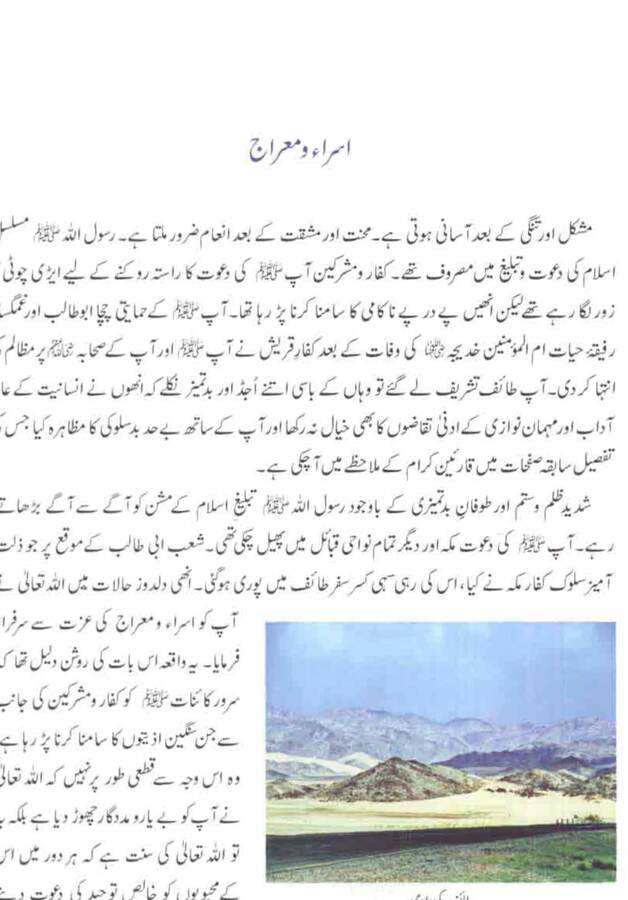 اسراء و معراج
مشکل اور تنگی کے بعد آسانی ہوتی ہے۔ محنت اور مشقت کے بعد انعام ضرور ملتا ہے۔ رسول اللہ ﷺ مسلسل
اسلام کی دعوت و تبلیغ میں مصروف تھے۔ کفار و مشرکین آپ ﷺ کی دعوت کا راستہ روکنے کے لیے ایڑی چوٹی
زور لگا رہے تھے لیکن انھیں پے در پے ناکامی کا سامنا کرنا پڑ رہا تھا۔ آپ ﷺ کے حمایتی چچا ابوطالب اور غمگسا
رفیقۂ حیات ام المؤمنین خدیجہ رضی اللہ عنہا کی وفات کے بعد کفارِ قریش نے آپ ﷺ اور آپ کے صحابہ رضی اللہ عنہم پر مظالم
انتہا کر دی۔ آپ طائف تشریف لے گئے تو وہاں کے باسی اتنے اُجڈ اور بدتمیز نکلے کہ انھوں نے انسانیت کے عا
آداب اور مہمان نوازی کے ادنیٰ تقاضوں کا بھی خیال نہ رکھا اور آپ کے ساتھ بے حد بدسلوکی کا مظاہرہ کیا جس
تفصیل سابقہ صفحات میں قارئین کرام کے ملاحظے میں آ چکی ہے۔
شدید ظلم و ستم اور طوفانِ بدتمیزی کے باوجود رسول اللہ ﷺ تبلیغ اسلام کے مشن کو آگے سے آگے بڑھاتے
رہے۔ آپ ﷺ کی دعوت مکہ اور دیگر تمام نواحی قبائل میں پھیل چکی تھی۔ شعب ابی طالب کے موقع پر جو ذلت
آمیز سلوک کفار مکہ نے کیا، اس کی رہی سہی کسر سفر طائف میں پوری ہوگئی۔ انھی دلدوز حالات میں اللہ تعالیٰ نے
آپ کو اسراء و معراج کی عزت سے سرفرا
فرمایا۔ یہ واقعہ اس بات کی روشن دلیل تھا کہ
سرور کائنات ﷺ کو کفار و مشرکین کی جانب
سے جن سنگین اذیتوں کا سامنا کرنا پڑ رہا ہے
وہ اس وجہ سے قطعی طور پر نہیں کہ اللہ تعالیٰ
نے آپ کو بے یار و مددگار چھوڑ دیا ہے بلکہ
تو اللہ تعالیٰ کی سنت ہے کہ ہر دور میں اس
کے محبوبوں کو خالص توحید کی دعوت دینے